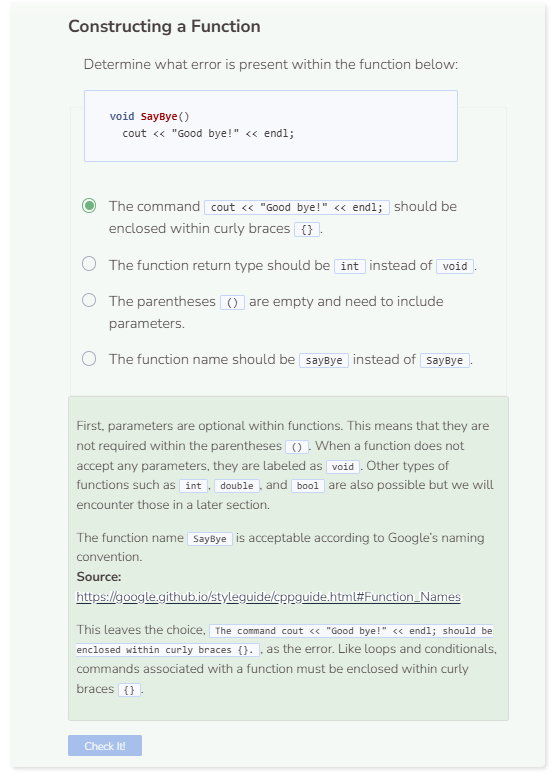 Constructing a Function
Determine what error is present within the function below:
void SayBye()
cout << "Good bye!" << endl;
The command cout << "Good bye!" << endl; should be
enclosed within curly braces {}.
The function return type should be int instead of void.
The parentheses () are empty and need to include
parameters.
The function name should be sayBye instead of SayBye.
First, parameters are optional within functions. This means that they are
not required within the parentheses (). When a function does not
accept any parameters, they are labeled as void. Other types of
functions such as int, double, and bool are also possible but we will
encounter those in a later section.
The function name SayBye is acceptable according to Google's naming
convention.
Source:
https://google.github.io/styleguide/cppguide.html#Function_Names
This leaves the choice, The command cout << "Good bye!" << endl; should be
enclosed within curly braces {}., as the error. Like loops and conditionals,
commands associated with a function must be enclosed within curly
braces {}.
Check It!